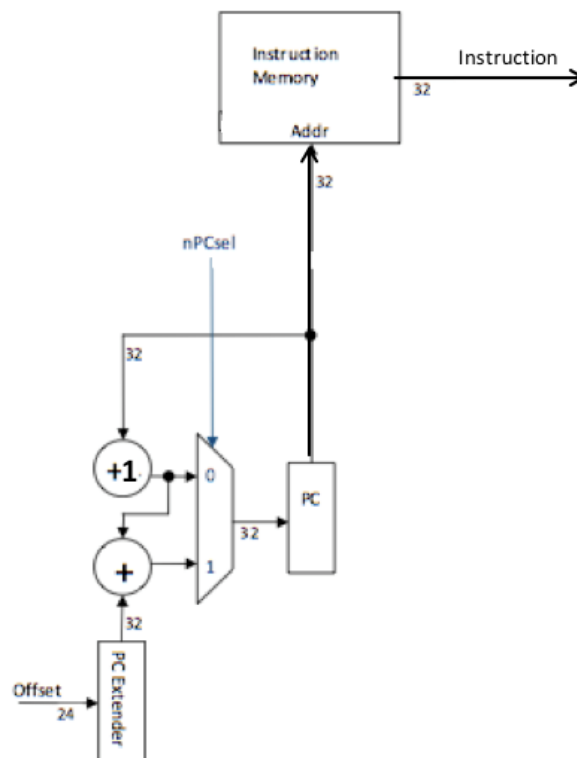 Instruction
Memory
Instruction
32
Addr
32
nPCsel
32
+1
0
PC
32
+
1
32
PC Extender
Offset
24